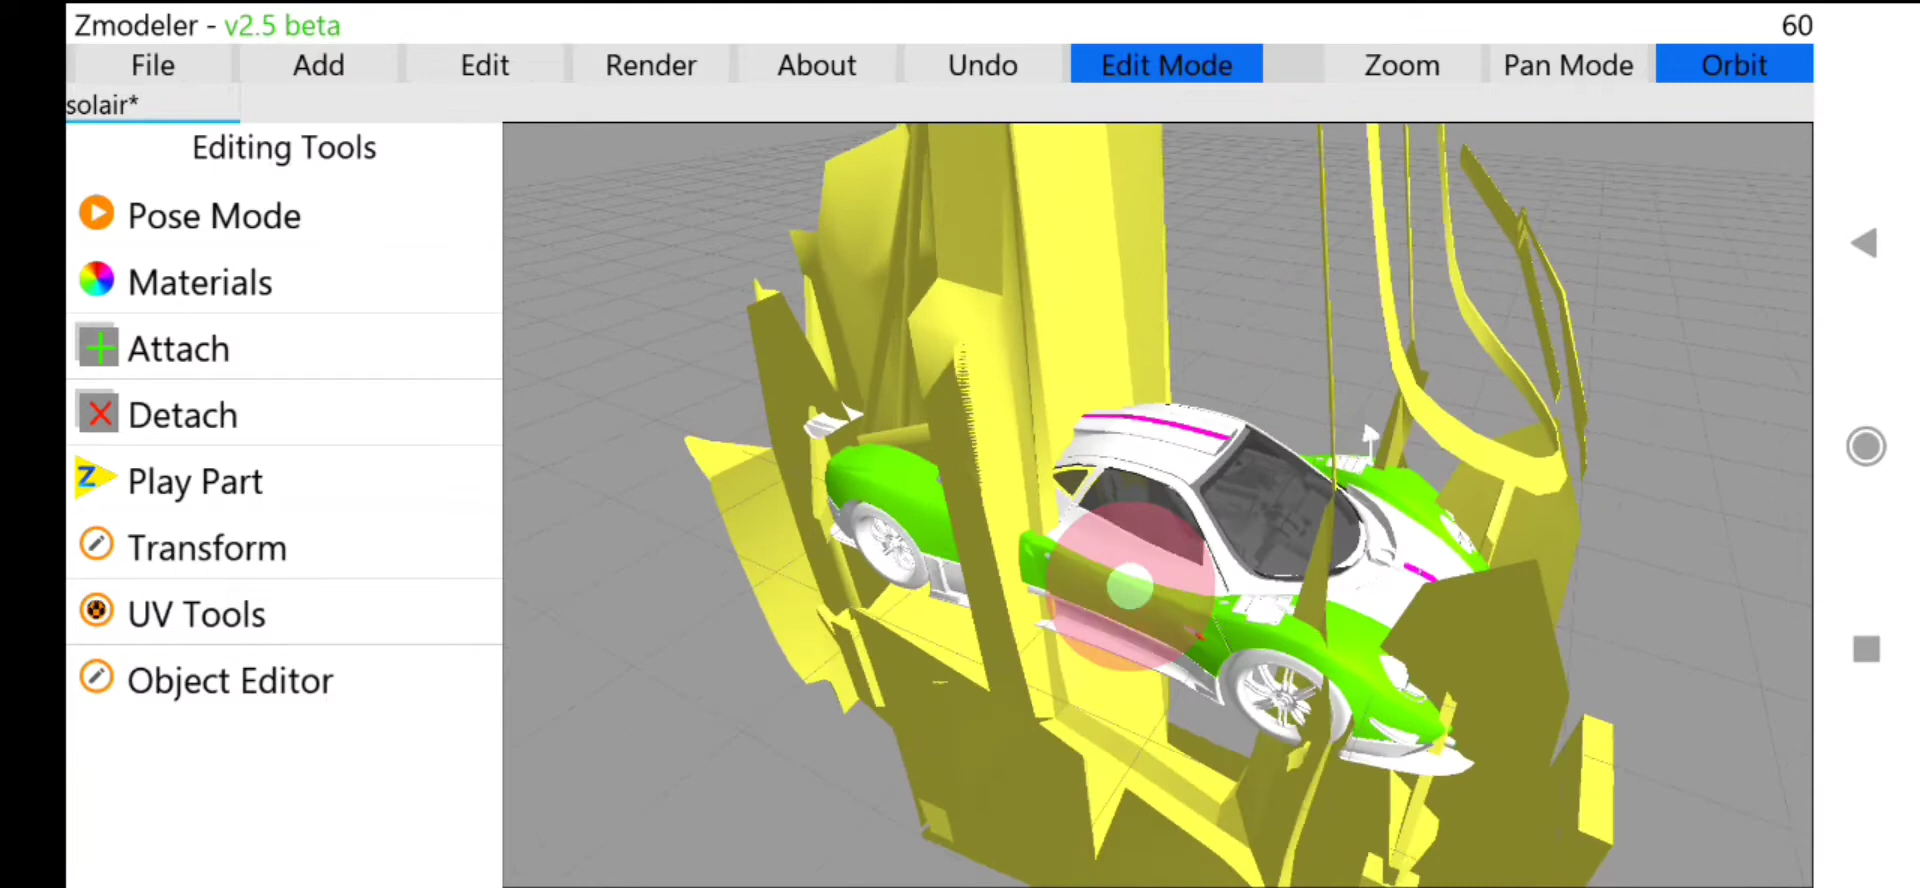 Zmodeler - v2.5 beta
60
File Add Edit Render About Undo Edit Mode Zoom Pan Mode Orbit
solair*
Editing Tools
Pose Mode
Materials
Attach
Detach
Z Play Part
Transform
UV Tools
Object Editor